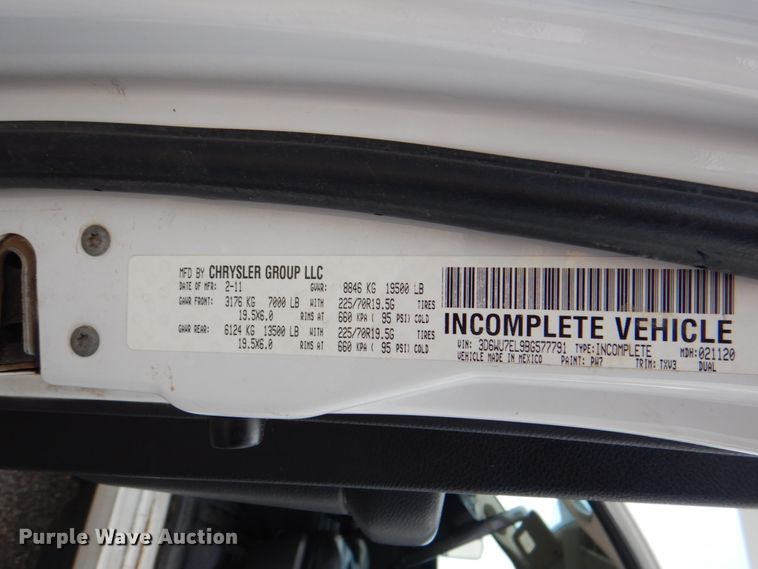 MFD BY CHRYSLER GROUP LLC
DATE OF MFR: 2-11 GVWR: 8846 KG 19500 LB
GAWR FRONT: 3176 KG 7000 LB WITH 225/70R19.5G TIRES
19.5X6.0 RIMS AT 660 KPA ( 95 PSI) COLD
GAWR REAR: 6124 KG 13500 LB WITH 225/70R19.5G TIRES
19.5X6.0 RIMS AT 660 KPA ( 95 PSI) COLD
INCOMPLETE VEHICLE
VIN: 3D6WU7EL9BG577791 TYPE: INCOMPLETE MDH: 021120
VEHICLE MADE IN MEXICO PAINT: PW7 TRIM: TXV3 DUAL
Purple Wave Auction